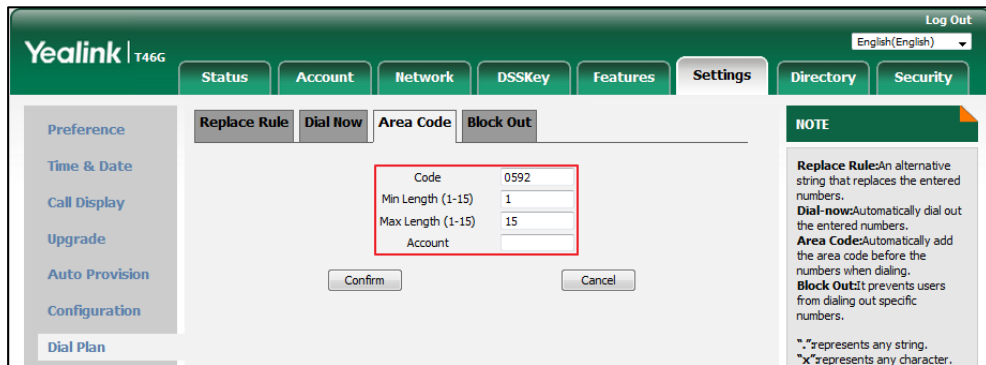 Log Out
Yealink | T46G
English(English)
Status
Account
Network
DSSKey
Features
Settings
Directory
Security
Preference
Time & Date
Call Display
Upgrade
Auto Provision
Configuration
Dial Plan
Replace Rule
Dial Now
Area Code
Block Out
Code 0592
Min Length (1-15) 1
Max Length (1-15) 15
Account
Confirm
Cancel
NOTE
Replace Rule:An alternative
string that replaces the entered
numbers.
Dial-now:Automatically dial out
the entered numbers.
Area Code:Automatically add
the area code before the
numbers when dialing.
Block Out:It prevents users
from dialing out specific
numbers.
".":represents any string.
"x":represents any character.